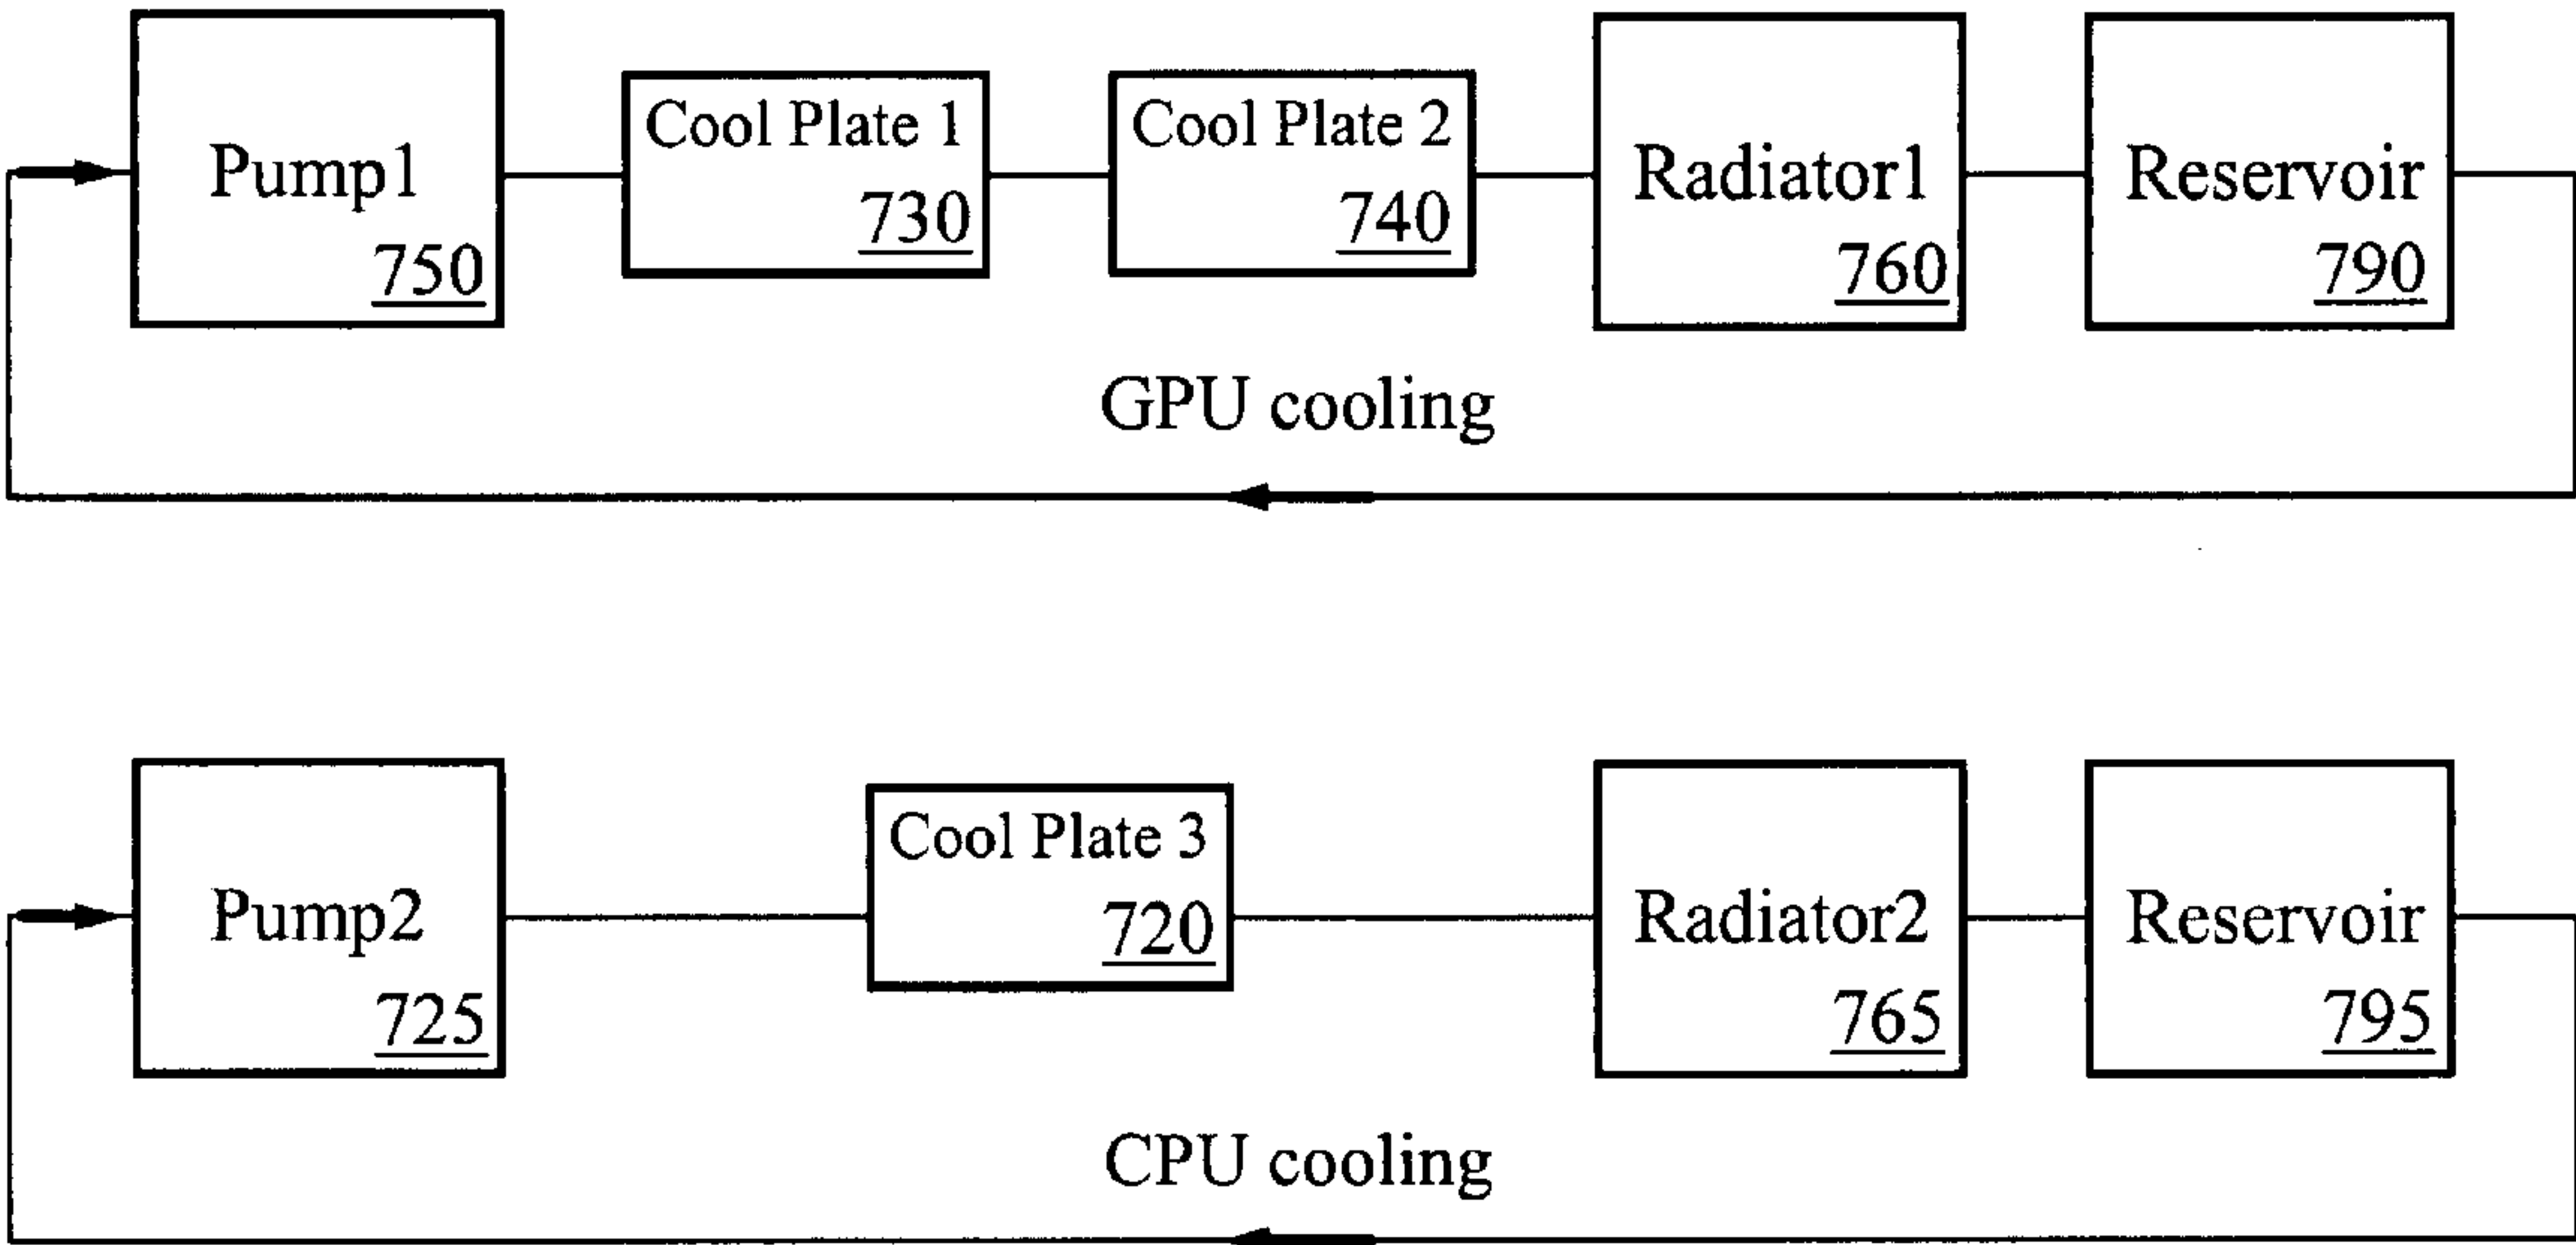 Pump1
750
Cool Plate 1
730
Cool Plate 2
740
Radiator1
760
Reservoir
790
GPU cooling
Pump2
725
Cool Plate 3
720
Radiator2
765
Reservoir
795
CPU cooling